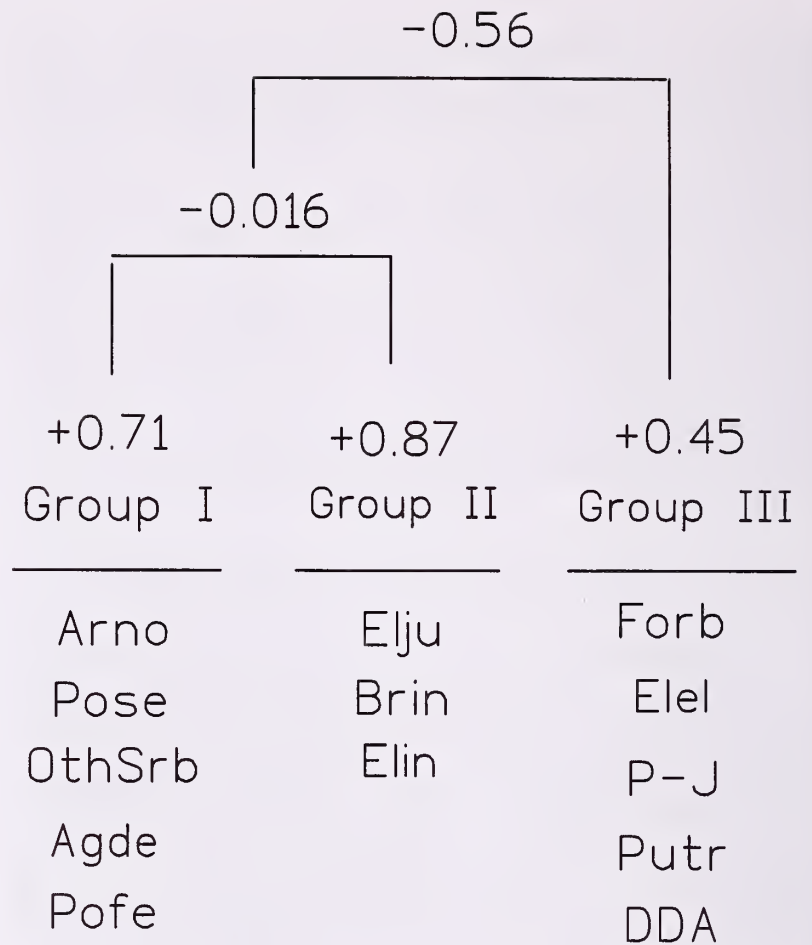 -0.56
-0.016
+0.71 +0.87 +0.45
Group I Group II Group III
Arno Elju Forb
Pose Brin Elel
OthSrb Elin P-J
Agde Putr
Pofe DDA